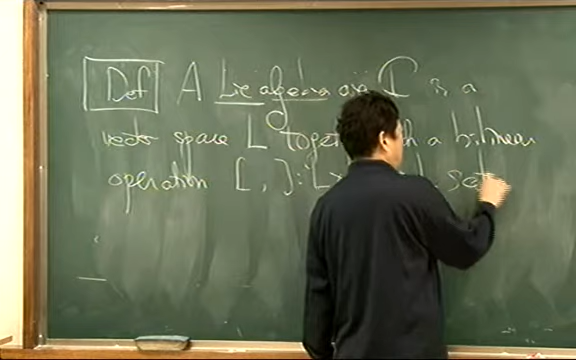 Def A Lie algebra over C is a
vector space L together with a bilinear
operation [ , ] : L ×